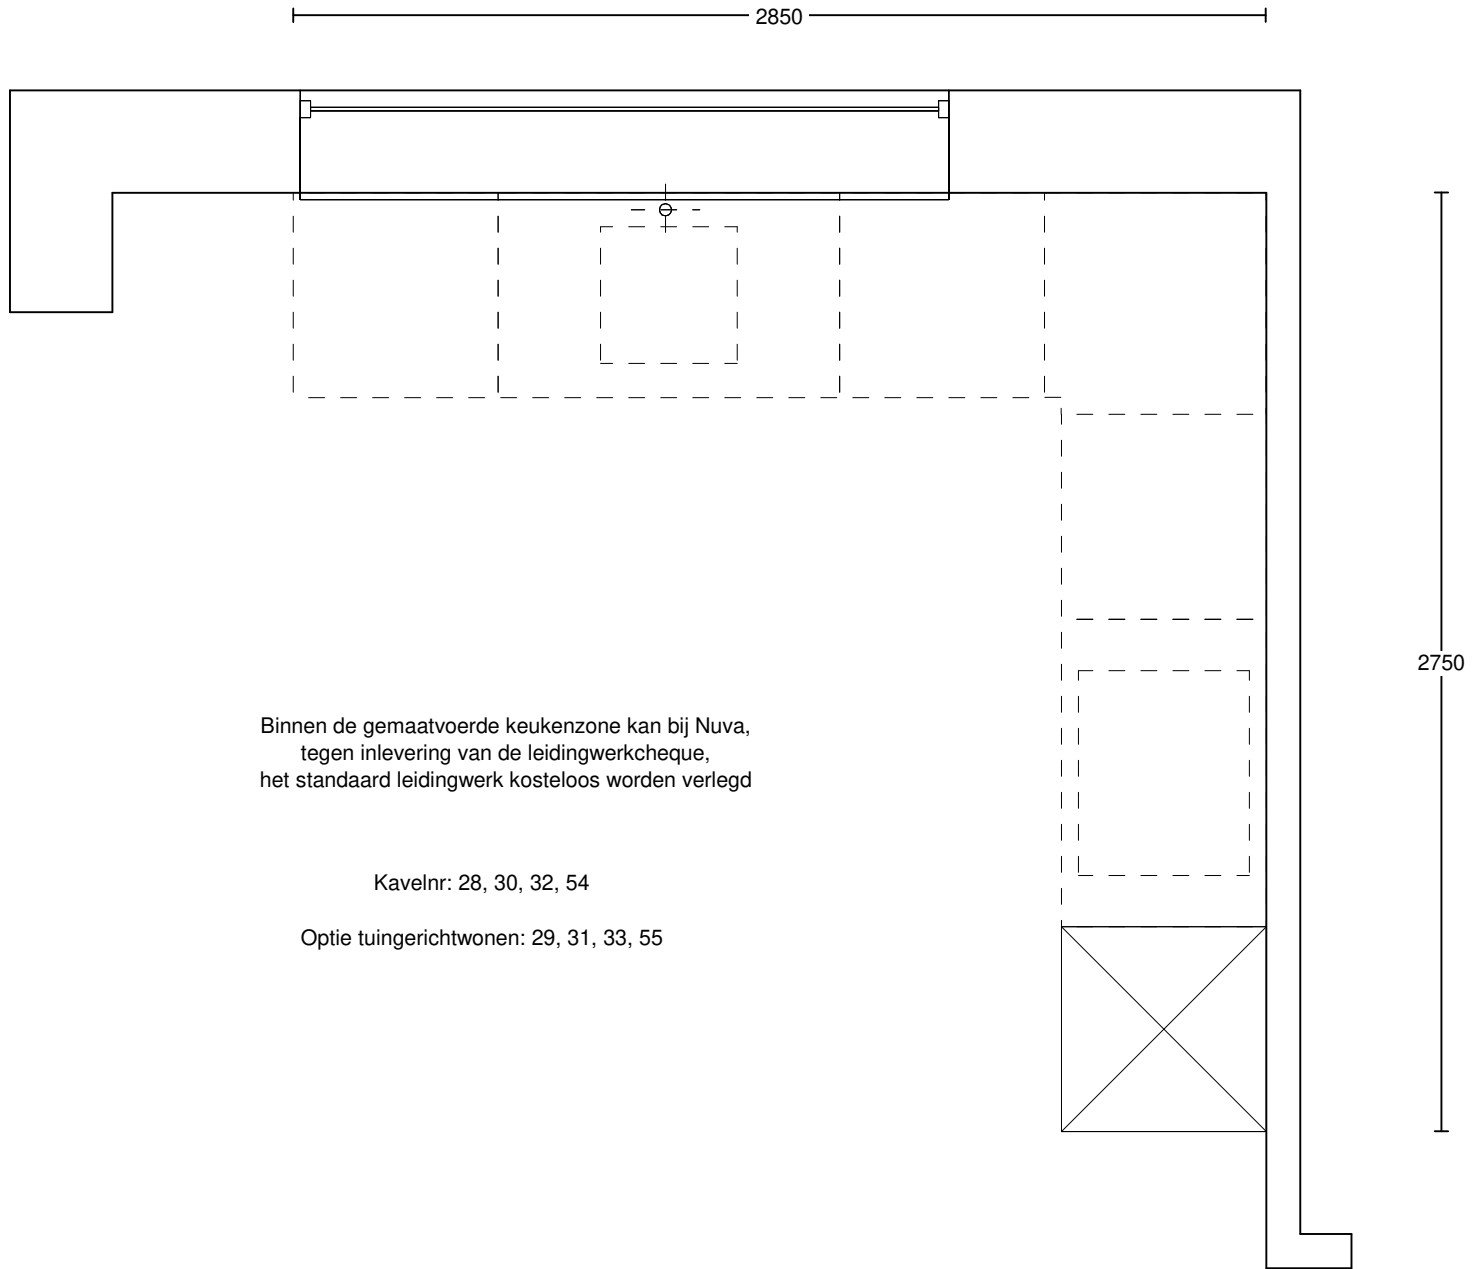 2850
2750
Binnen de gemaatvoerde keukenzone kan bij Nuva,
tegen inlevering van de leidingwerkcheque,
het standaard leidingwerk kosteloos worden verlegd
Kavelnr: 28, 30, 32, 54
Optie tuingerichtwonen: 29, 31, 33, 55